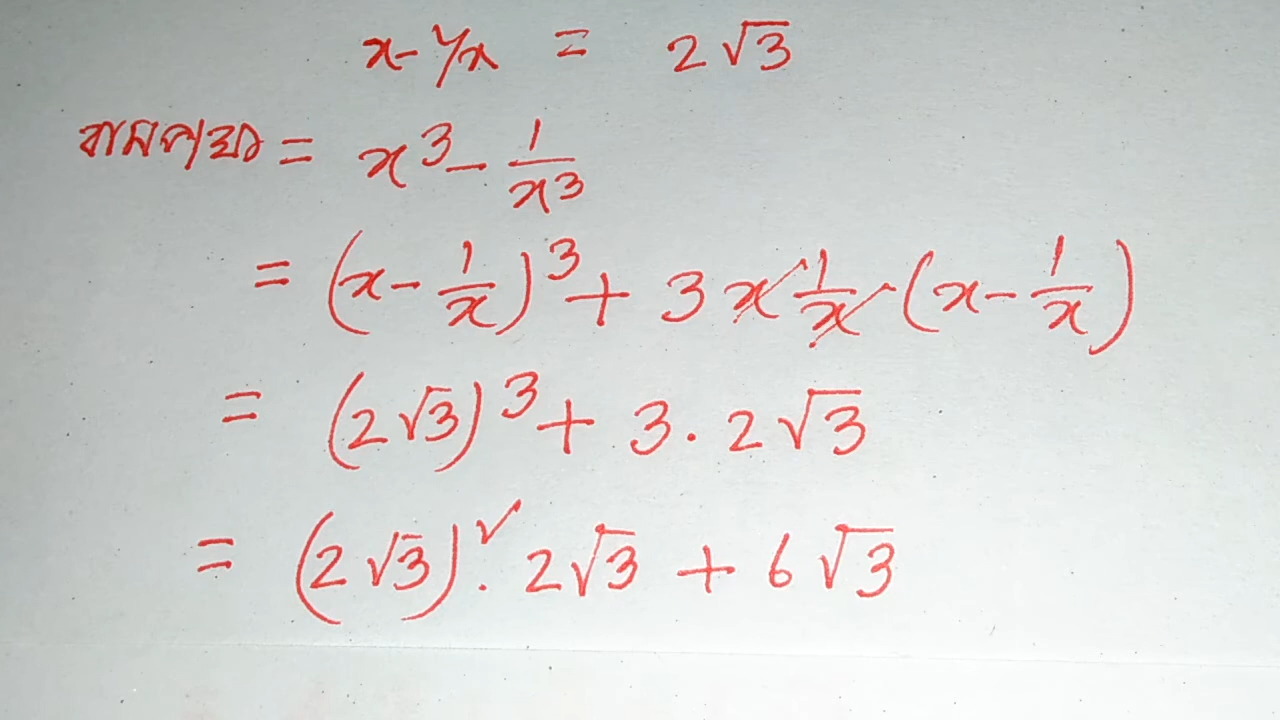 x - 1/x = 2√3
বামপক্ষ = x³ - 1/x³
= (x - 1/x)³ + 3 x 1/x (x - 1/x)
= (2√3)³ + 3 . 2√3
= (2√3)² . 2√3 + 6√3